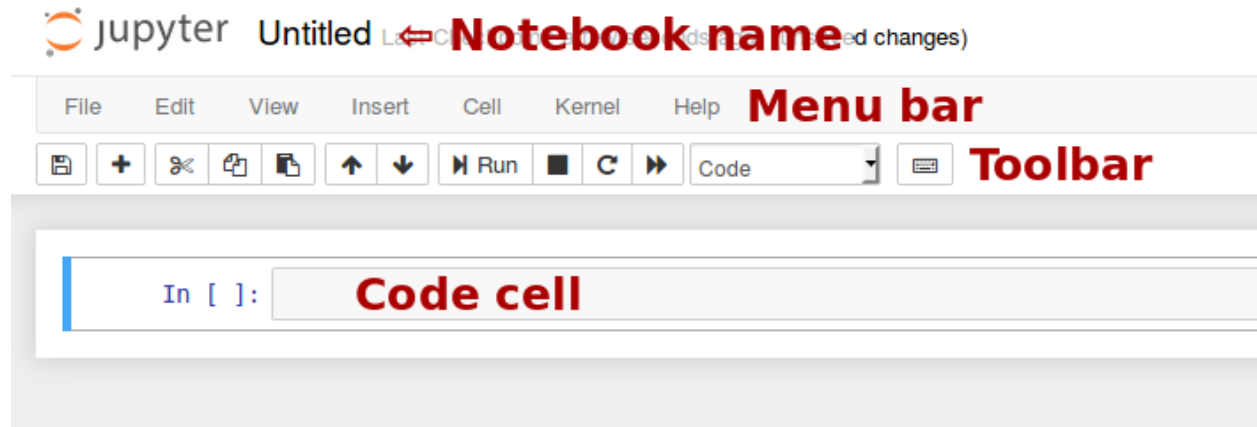 jupyter Untitled ⇐ Notebook name d changes)
File Edit View Insert Cell Kernel Help Menu bar
Run Code Toolbar
In [ ]: Code cell